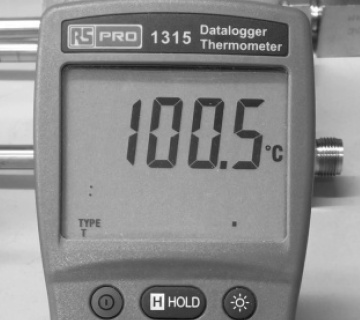 RS PRO 1315 Datalogger
Thermometer
100.5 °C
:
TYPE
T
H HOLD